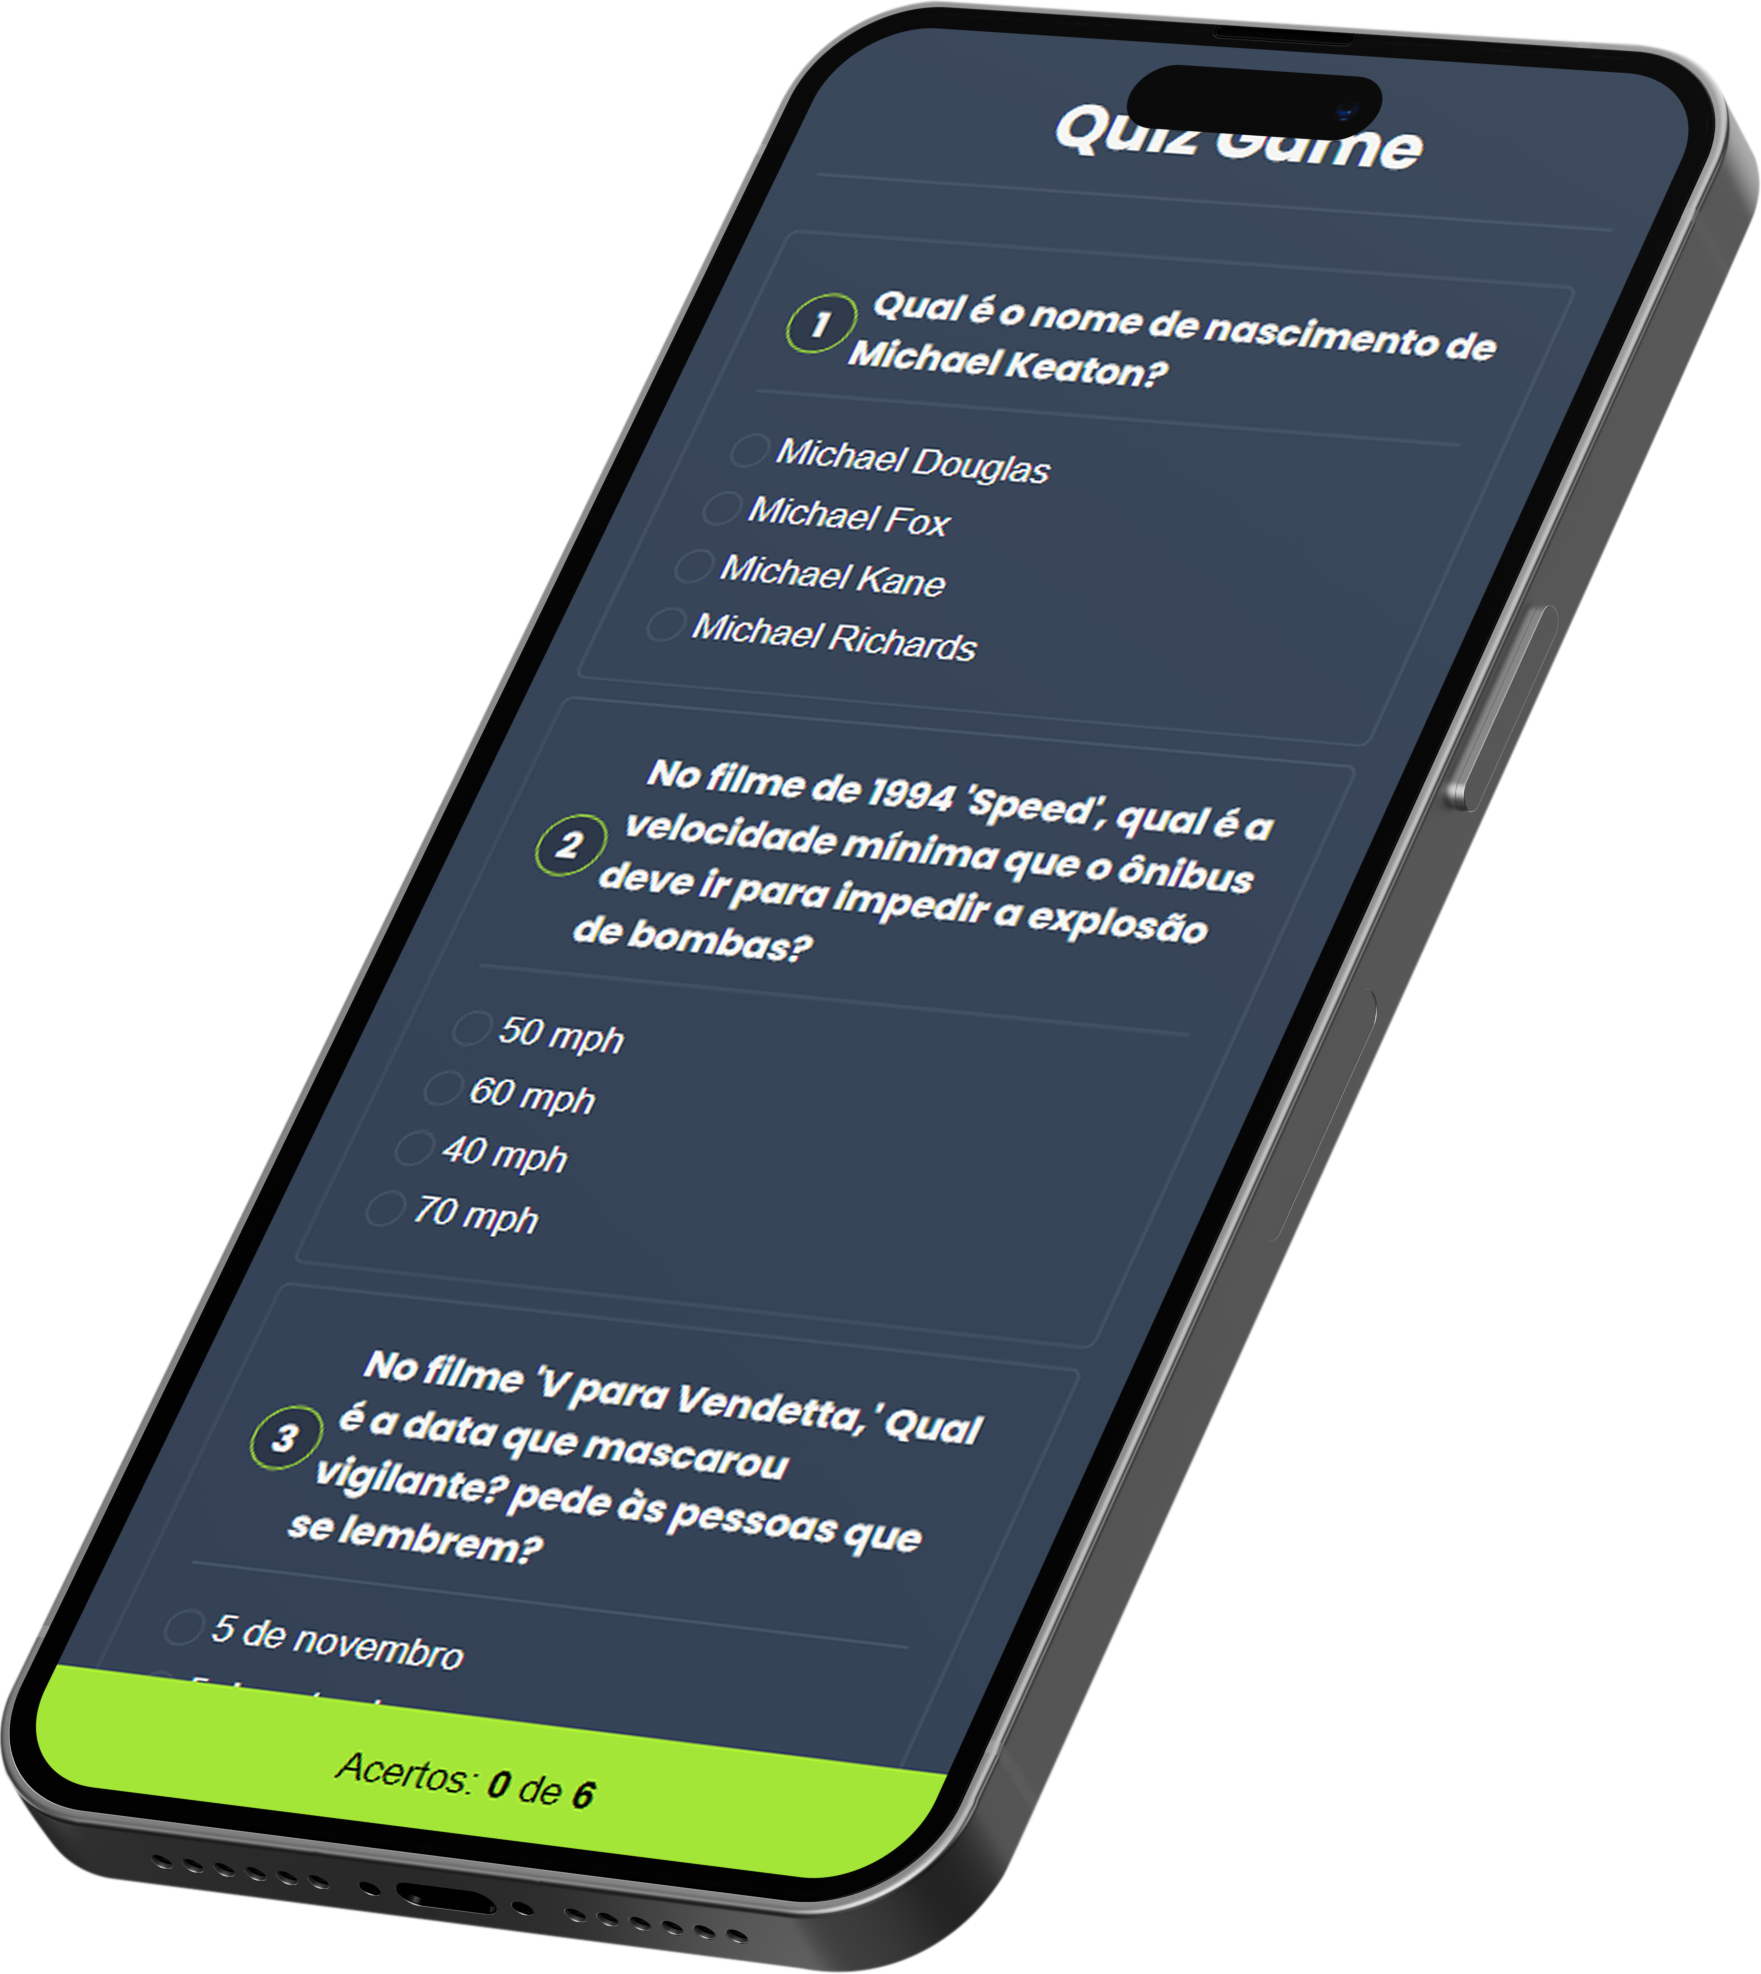 Quiz Game
1
Qual é o nome de nascimento de
Michael Keaton?
Michael Douglas
Michael Fox
Michael Kane
Michael Richards
2
No filme de 1994 'Speed', qual é a
velocidade mínima que o ônibus
deve ir para impedir a explosão
de bombas?
50 mph
60 mph
40 mph
70 mph
3
No filme 'V para Vendetta,' Qual
é a data que mascarou
vigilante? pede às pessoas que
se lembrem?
5 de novembro
Acertos: 0 de 6